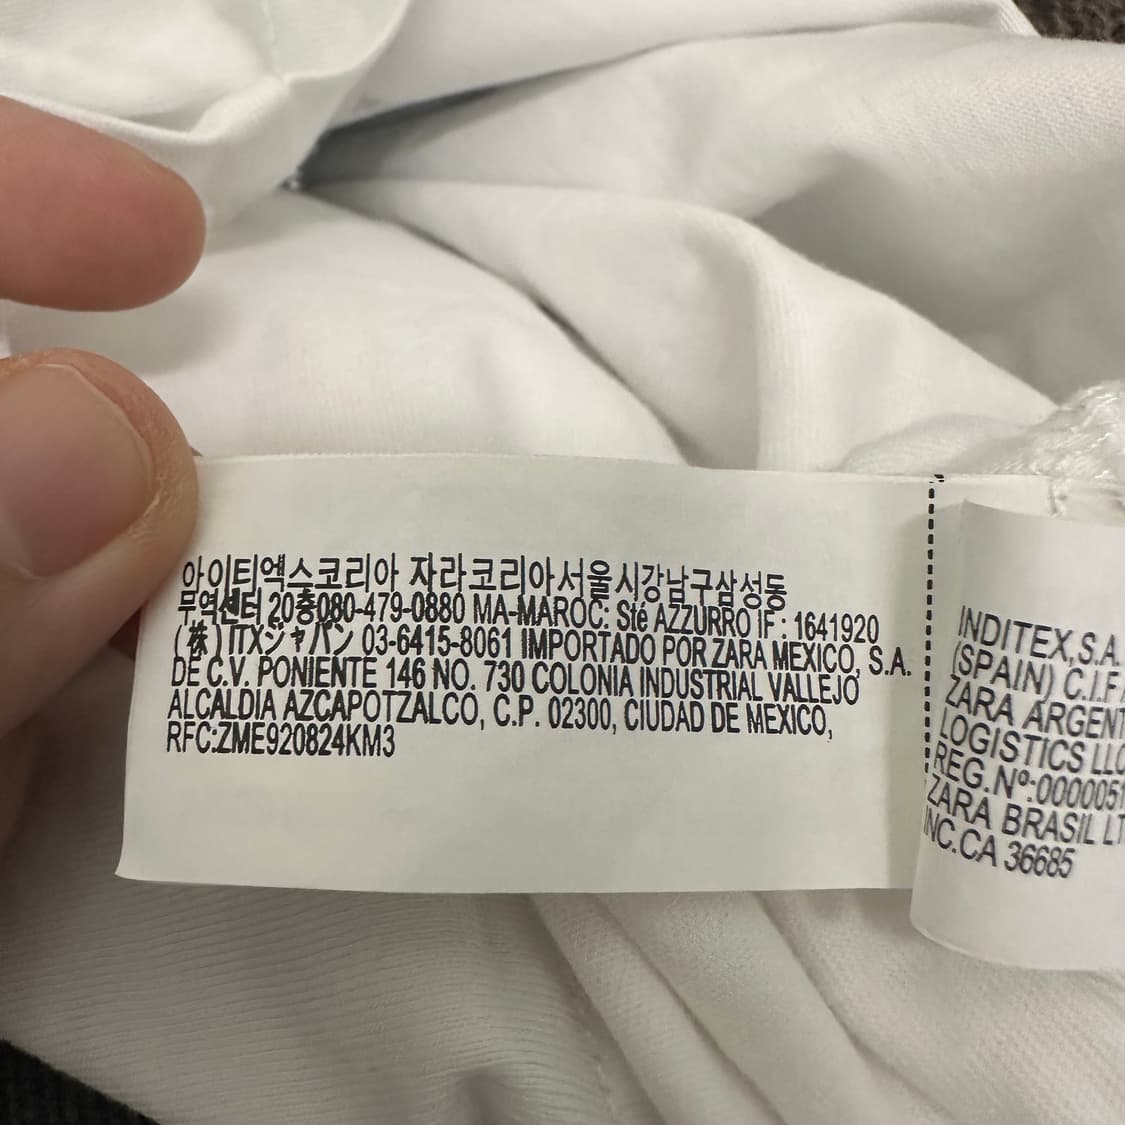 아이티엑스코리아 자라코리아서울시강남구삼성동
무역센터 20층080-479-0880 MA-MAROC: Sté AZZURRO IF : 1641920
(株) ITXジャパン 03-6415-8061 IMPORTADO POR ZARA MEXICO, S.A.
DE C.V. PONIENTE 146 NO. 730 COLONIA INDUSTRIAL VALLEJO
ALCALDIA AZCAPOTZALCO, C.P. 02300, CIUDAD DE MEXICO,
RFC:ZME920824KM3
INDITEX,S.A.
(SPAIN) C.I.F.
ZARA ARGENT
LOGISTICS LLC
REG.Nº:0000051
ZARA BRASIL LT
INC.CA 36685